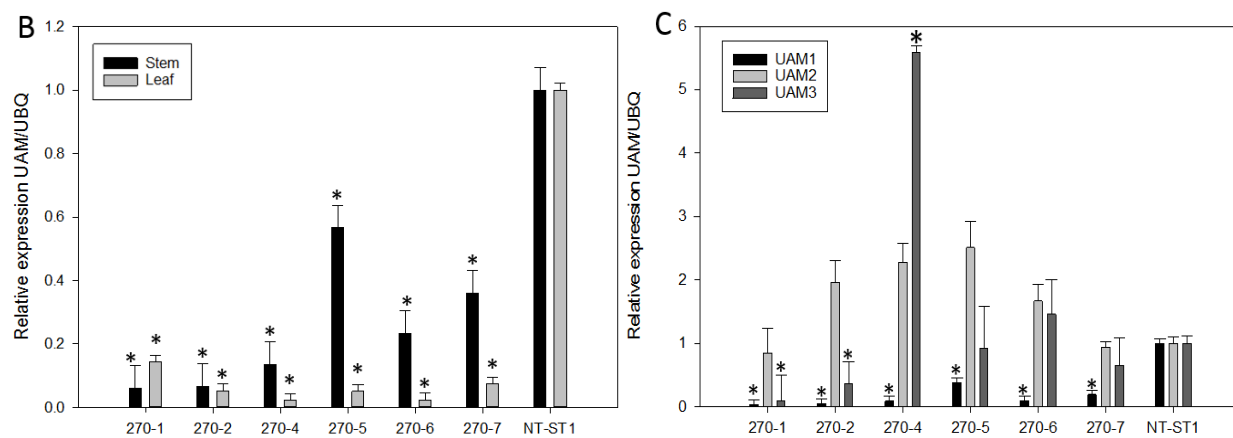 B
Relative expression UAM/UBQ
1.2
1.0
0.8
0.6
0.4
0.2
0.0
Stem
Leaf
* * * * * * * * * * * *
270-1 270-2 270-4 270-5 270-6 270-7 NT-ST1
C
Relative expression UAM/UBQ
6
5
4
3
2
1
0
UAM1
UAM2
UAM3
* * * * * * * * *
270-1 270-2 270-4 270-5 270-6 270-7 NT-ST1